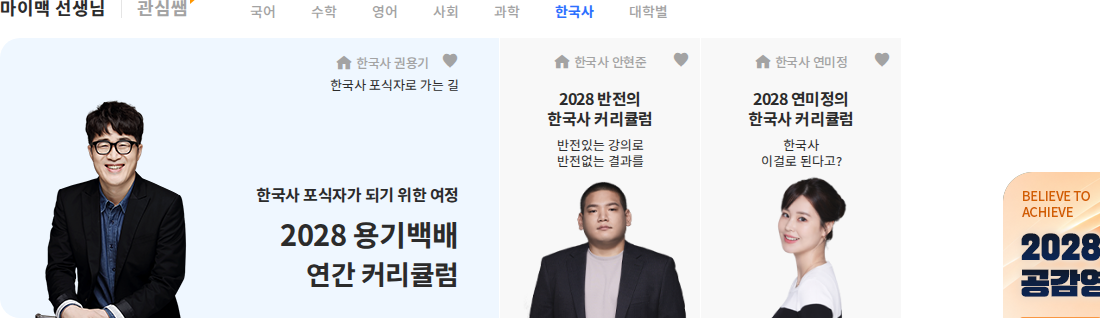 마이맥 선생님 관심쌤
국어 수학 영어 사회 과학 한국사 대학별
한국사 권용기
한국사 포식자로 가는 길
한국사 포식자가 되기 위한 여정
2028 용기백배
연간 커리큘럼
한국사 안현준
2028 반전의
한국사 커리큘럼
반전있는 강의로
반전없는 결과를
한국사 연미정
2028 연미정의
한국사 커리큘럼
한국사
이걸로 된다고?
BELIEVE TO
ACHIEVE
2028
공감